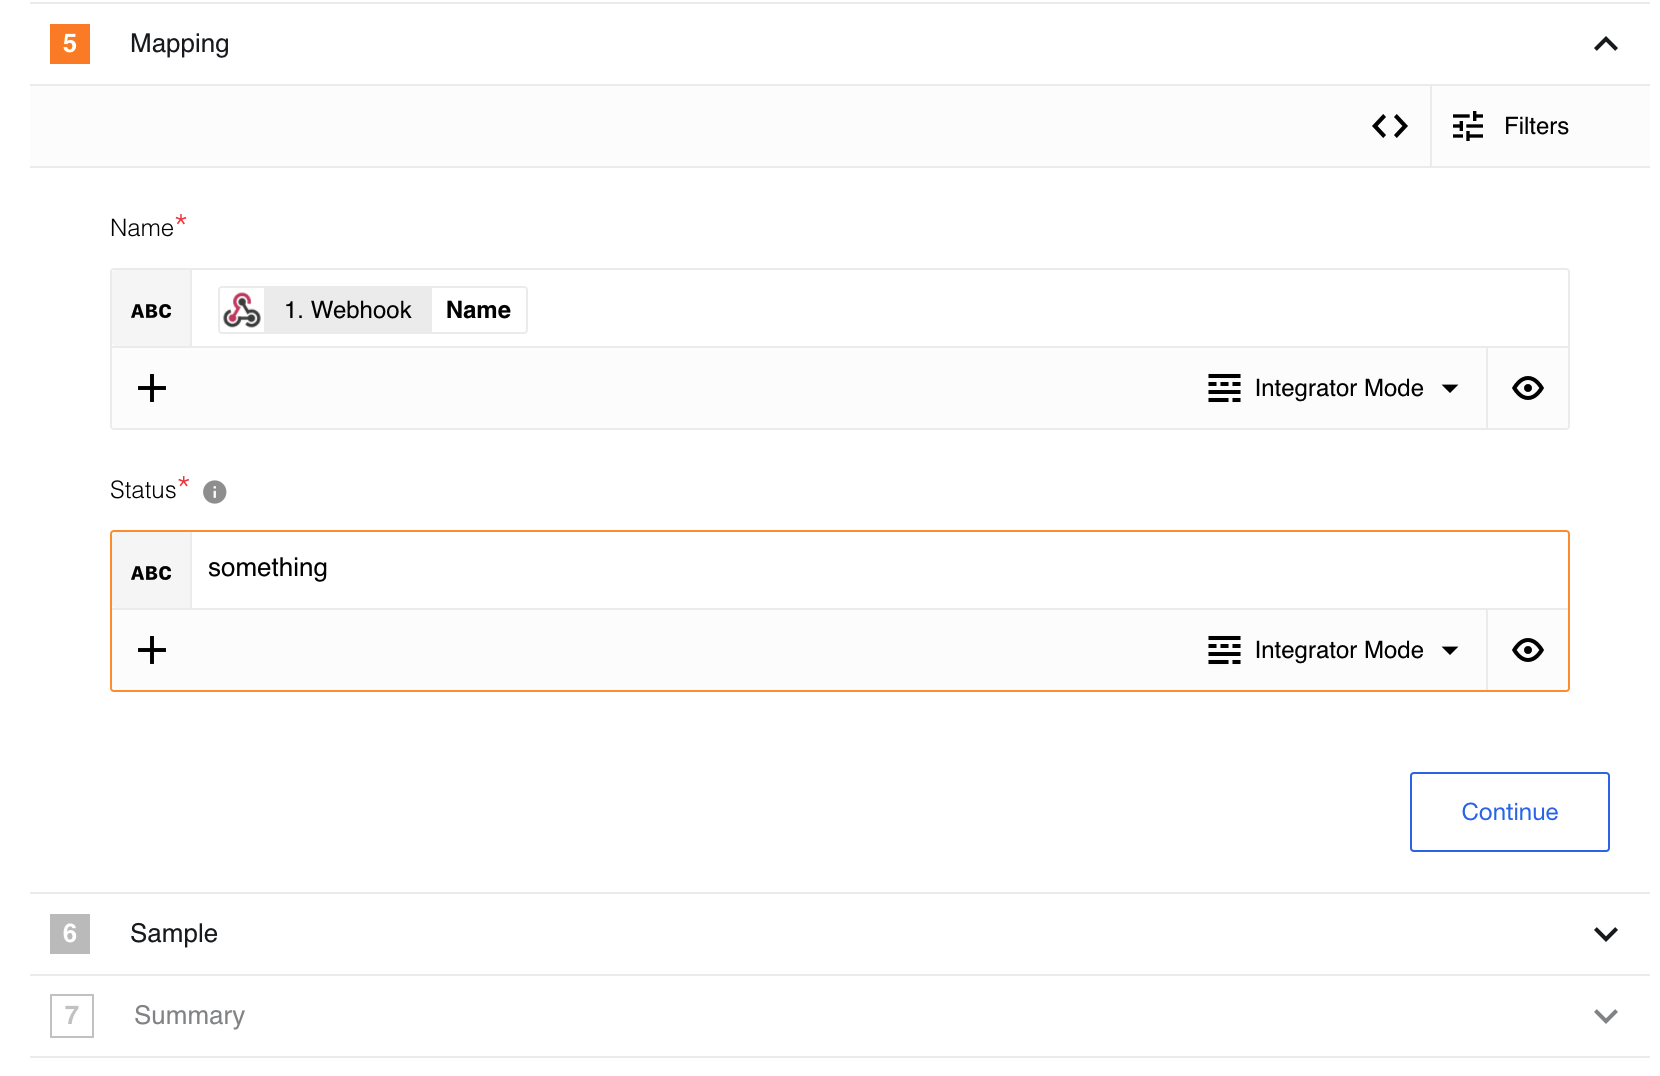 5 Mapping
Filters
Name*
ABC 1. Webhook Name
Integrator Mode
Status* i
ABC something
Integrator Mode
Continue
6 Sample
7 Summary